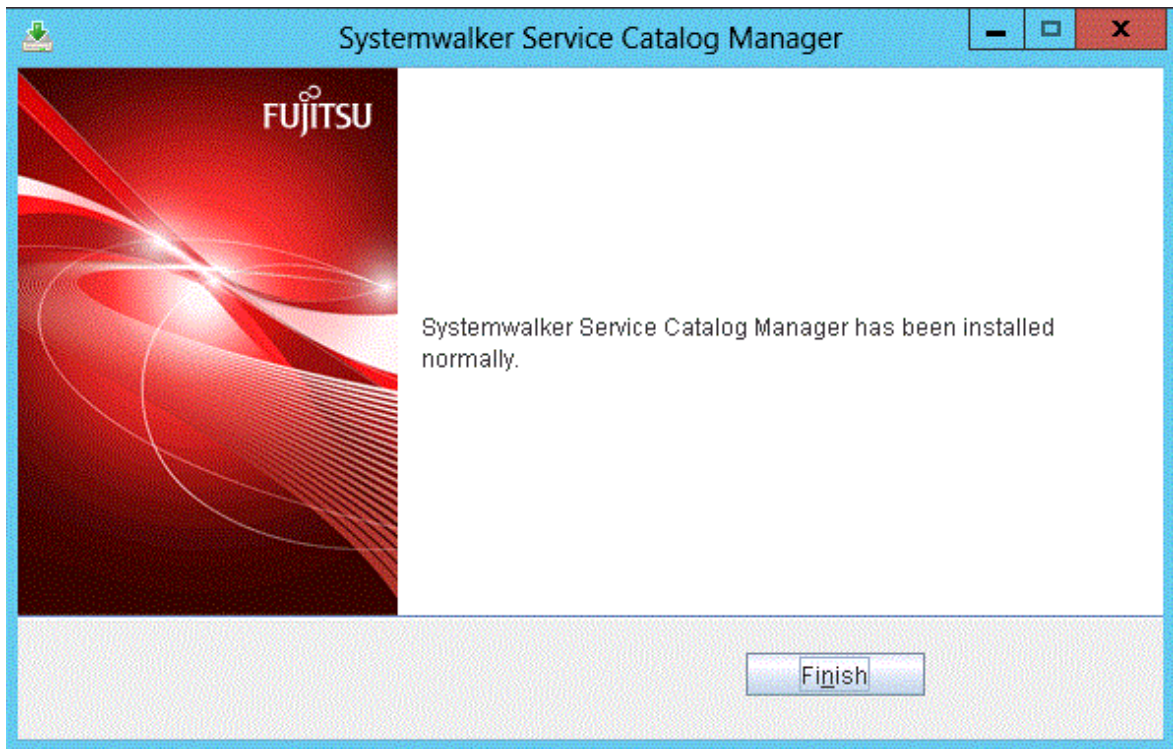 Systemwalker Service Catalog Manager
FUJITSU
Systemwalker Service Catalog Manager has been installed
normally.
Finish